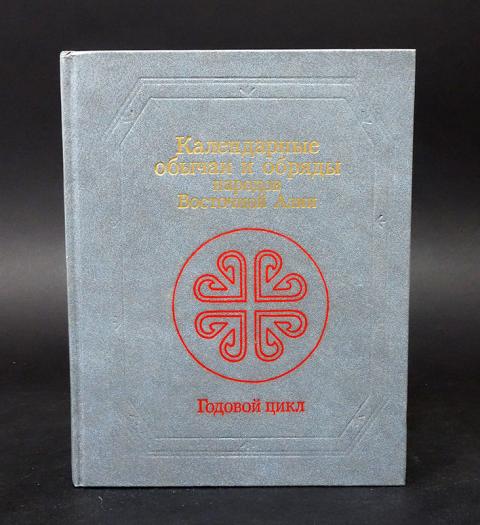 Календарные
обычаи и обряды
народов
Восточной Азии
Годовой цикл